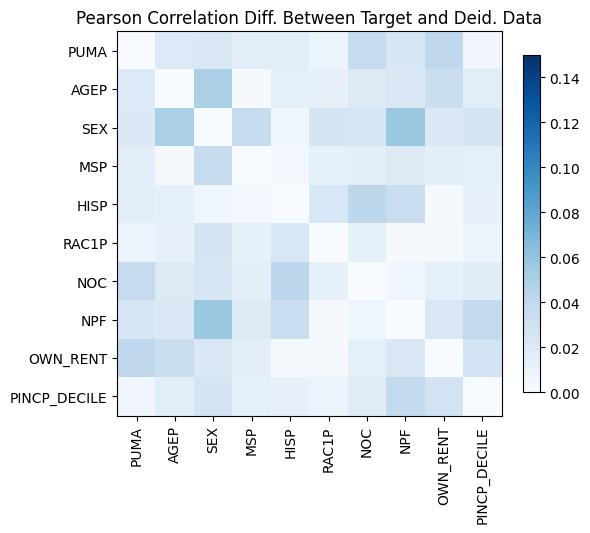 Pearson Correlation Diff. Between Target and Deid. Data
PUMA
AGEP
SEX
MSP
HISP
RAC1P
NOC
NPF
OWN_RENT
PINCP_DECILE
PUMA
AGEP
SEX
MSP
HISP
RAC1P
NOC
NPF
OWN_RENT
PINCP_DECILE
0.14
0.12
0.10
0.08
0.06
0.04
0.02
0.00